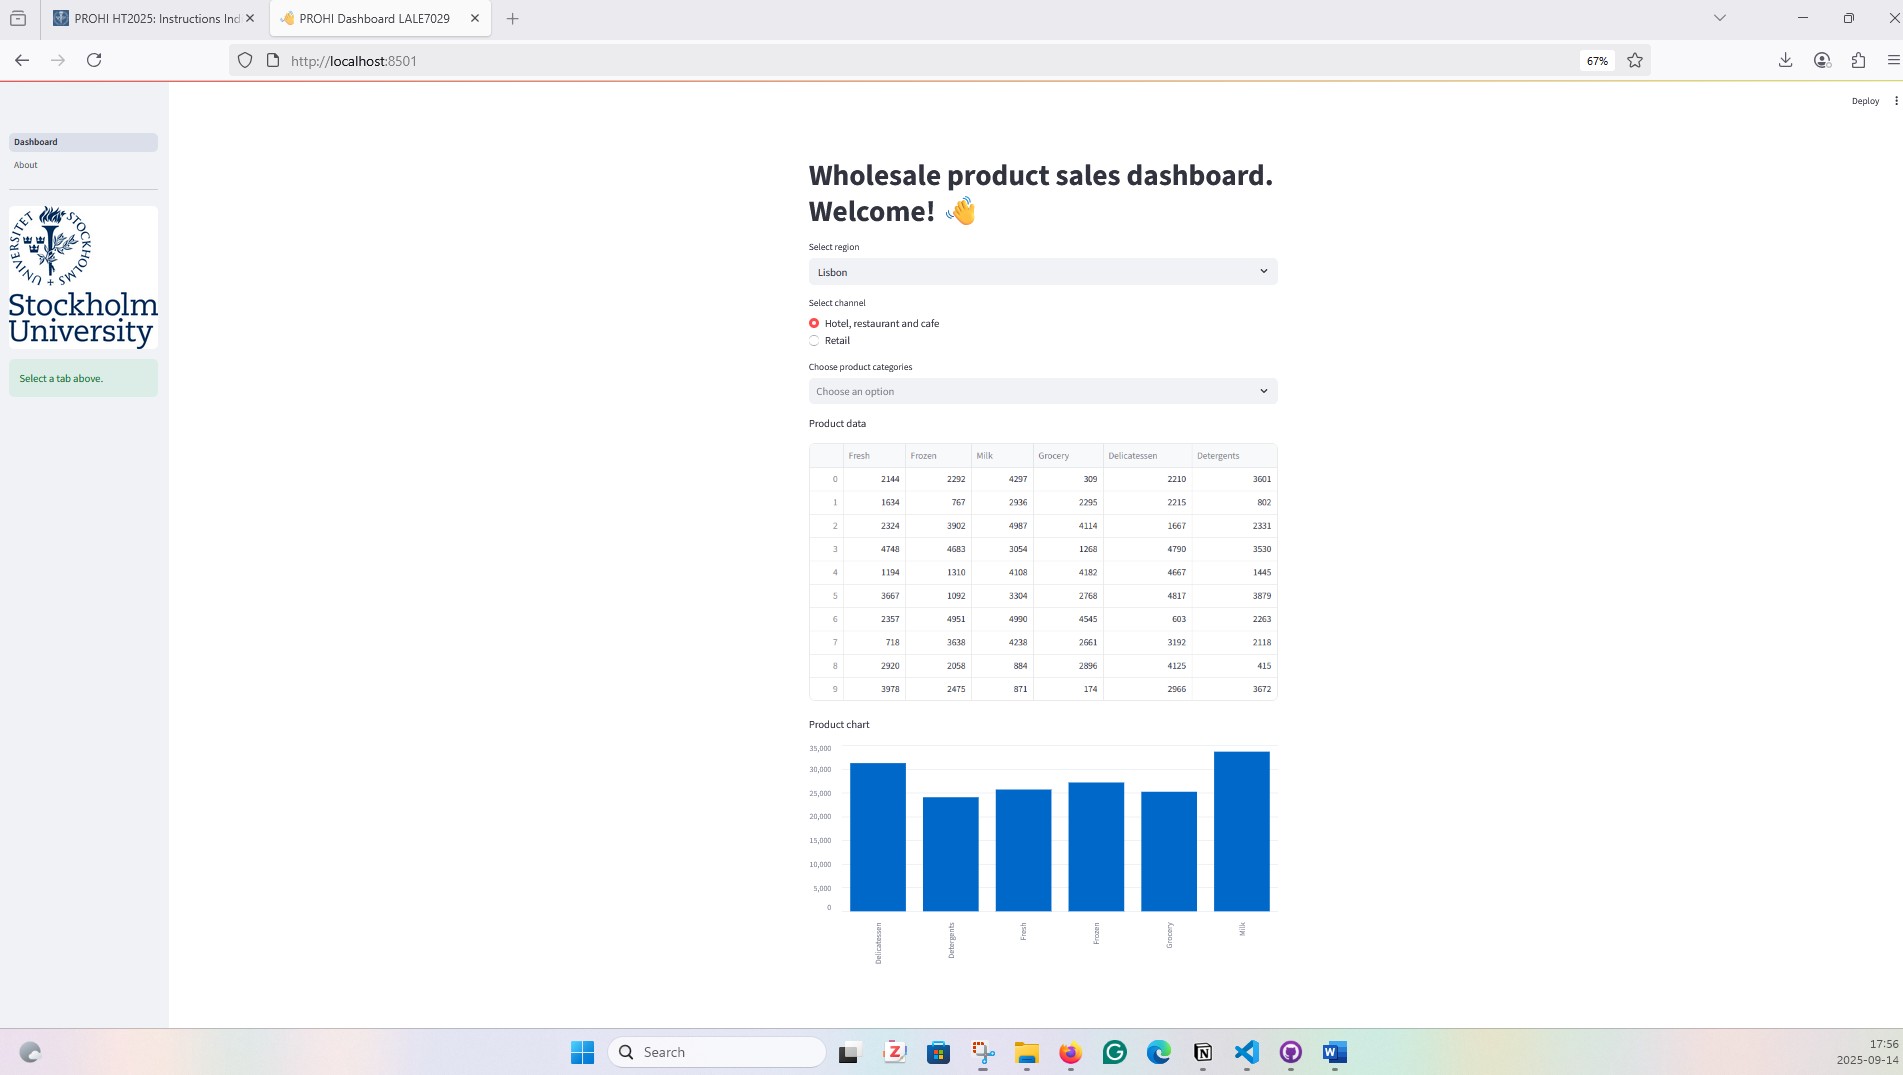 PROHI HT2025: Instructions Ind
PROHI Dashboard LALE7029
http://localhost:8501
67%
Deploy
Dashboard
About
STOCKHOLMS UNIVERSITET
Stockholm
University
Select a tab above.
Wholesale product sales dashboard.
Welcome! 👋
Select region
Lisbon
Select channel
Hotel, restaurant and cafe
Retail
Choose product categories
Choose an option
Product data
Fresh Frozen Milk Grocery Delicatessen Detergents
0 2144 2292 4297 309 2210 3601
1 1634 767 2936 2295 2215 802
2 2324 3902 4987 4114 1667 2331
3 4748 4683 3054 1268 4790 3530
4 1194 1310 4108 4182 4667 1445
5 3667 1092 3304 2768 4817 3879
6 2357 4951 4990 4545 603 2263
7 718 3638 4238 2661 3192 2118
8 2920 2058 884 2896 4125 415
9 3978 2475 871 174 2966 3672
Product chart
35,000
30,000
25,000
20,000
15,000
10,000
5,000
0
Delicatessen
Detergents
Fresh
Frozen
Grocery
Milk
Search
17:56
2025-09-14